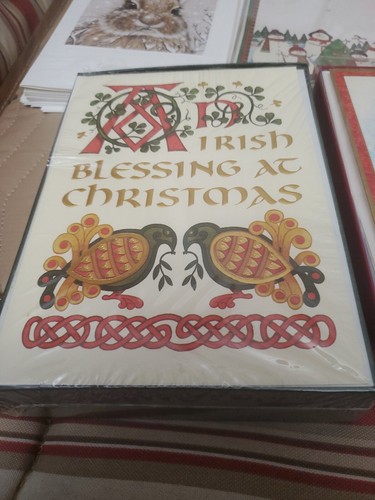 An
IRISH
BLESSING AT
CHRISTMAS